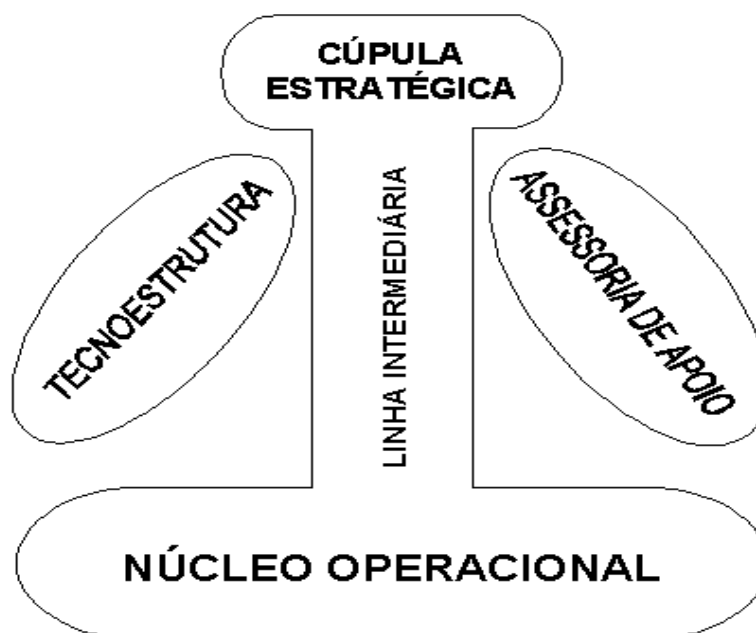 CÚPULA
ESTRATÉGICA
TECNOESTRUTURA
LINHA INTERMEDIÁRIA
ASSESSORIA DE APOIO
NÚCLEO OPERACIONAL